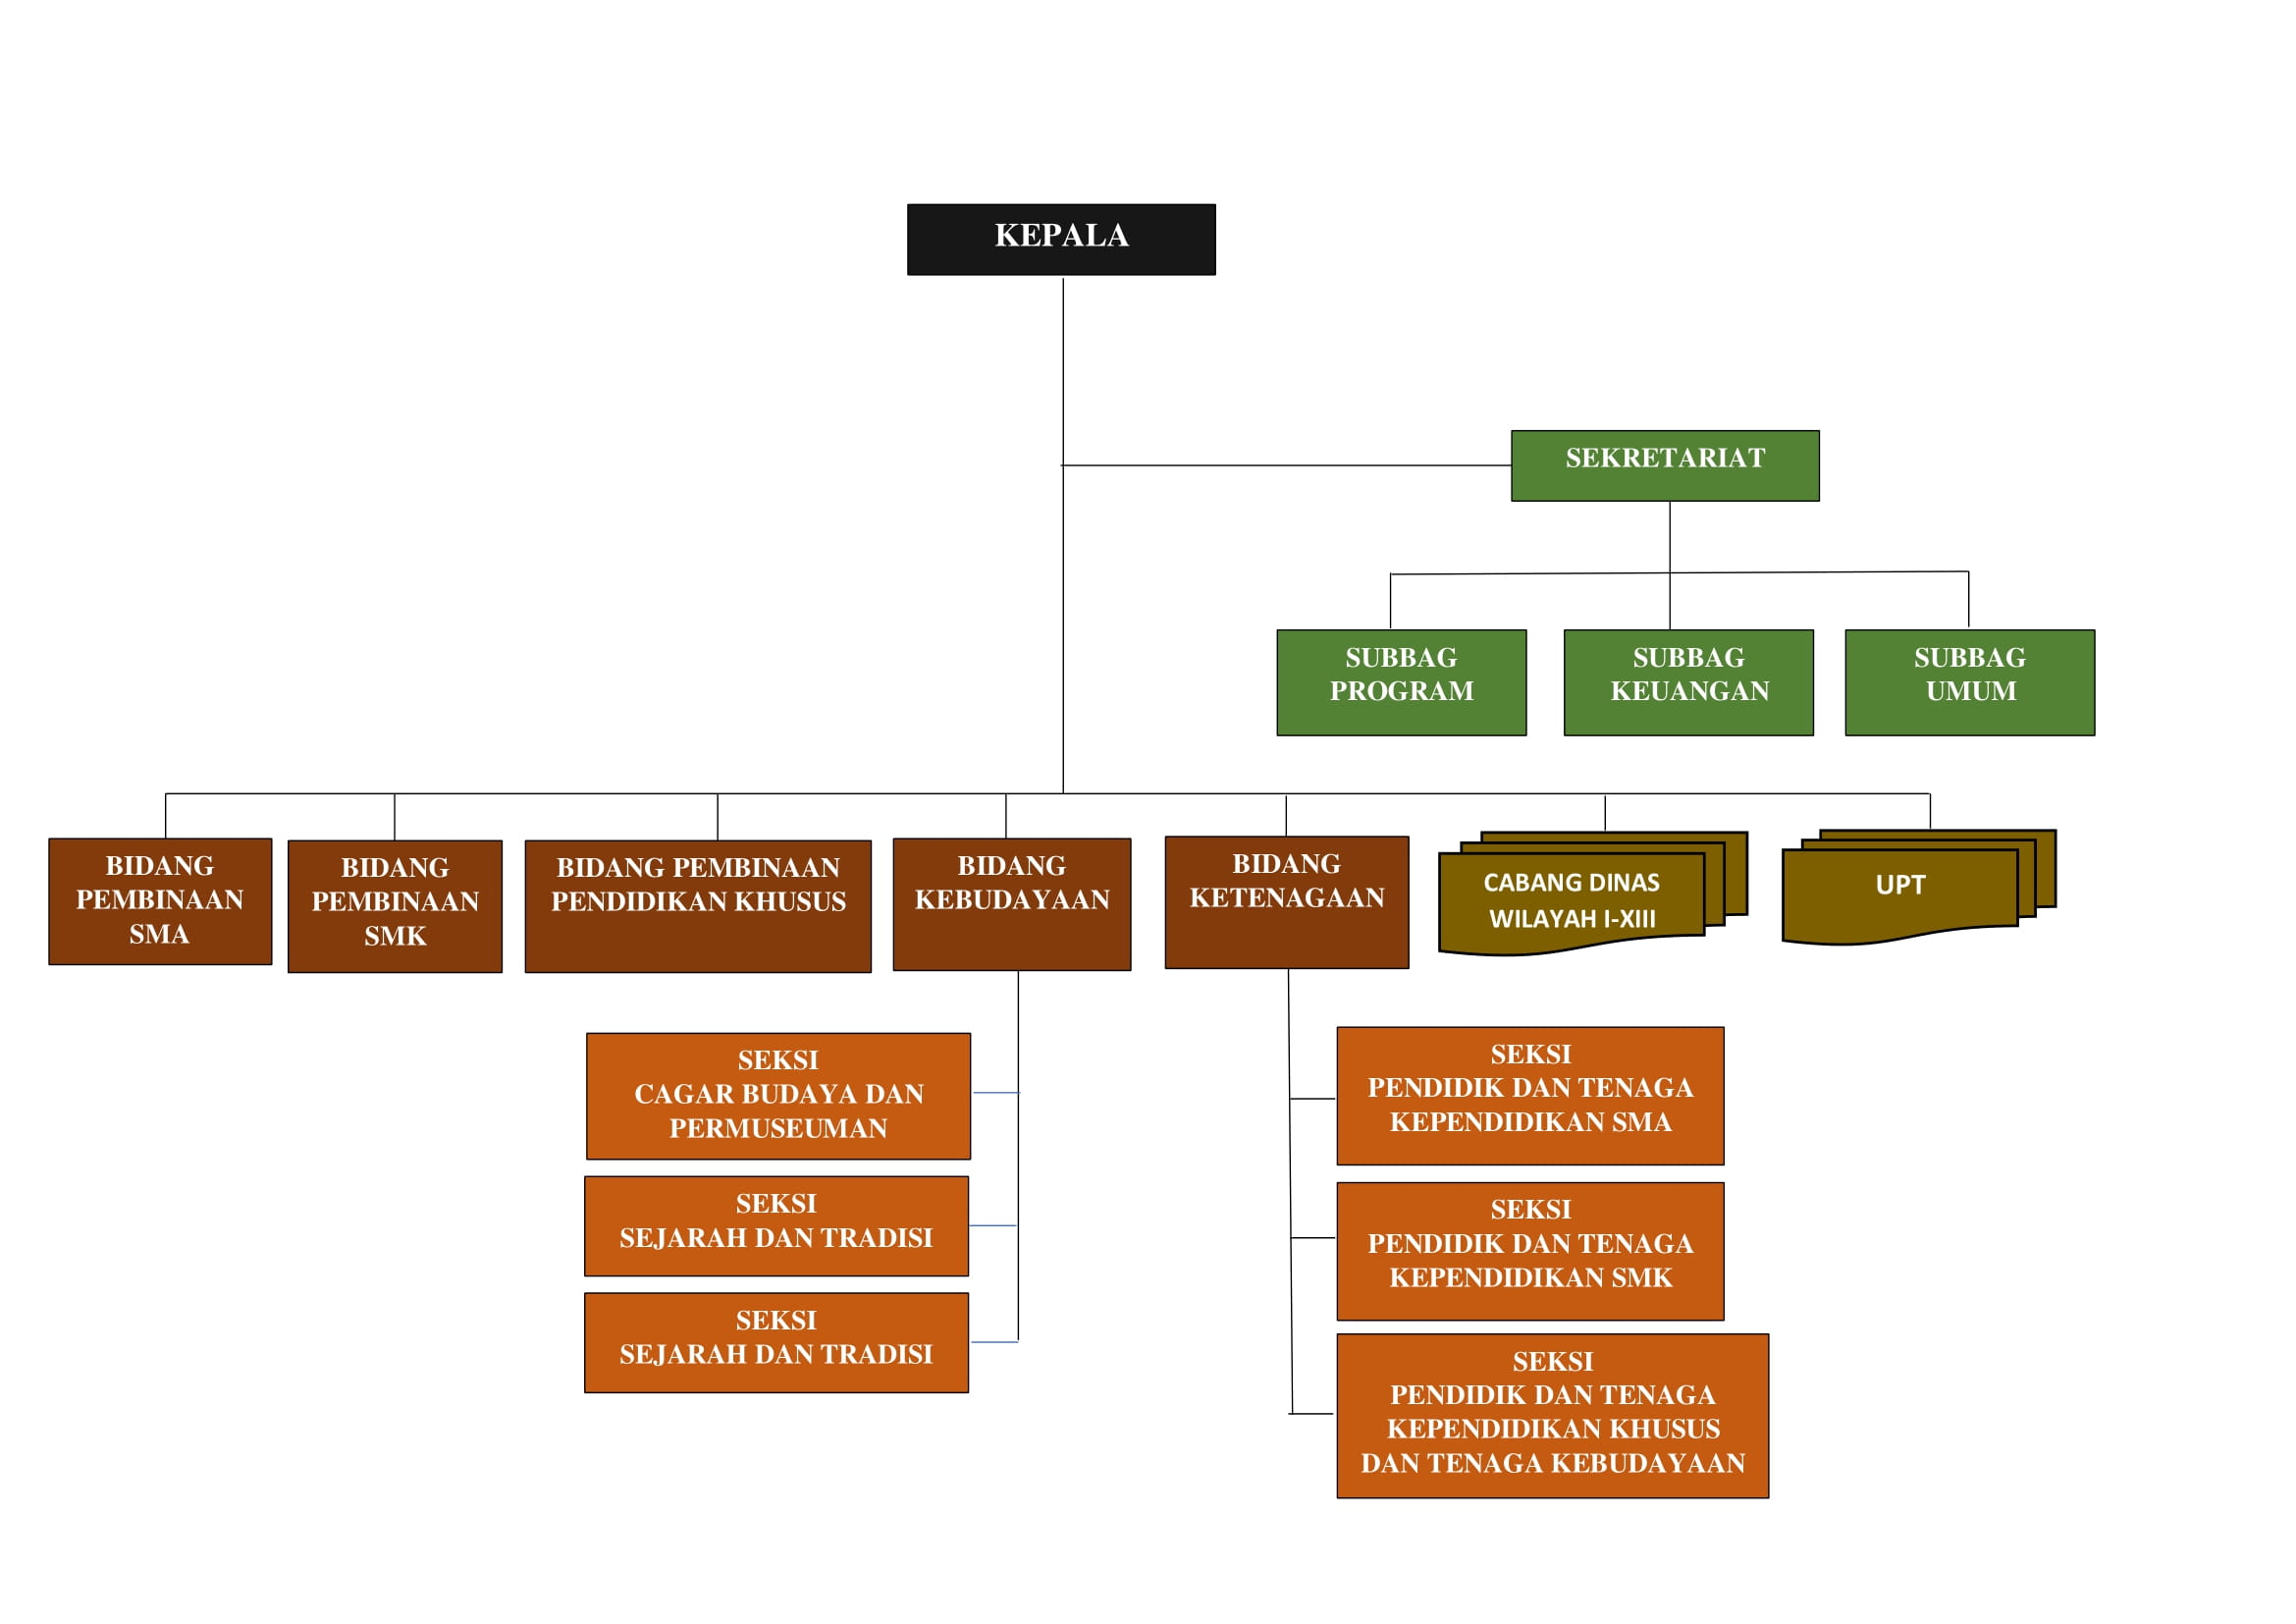 KEPALA
SEKRETARIAT
SUBBAG
PROGRAM
SUBBAG
KEUANGAN
SUBBAG
UMUM
BIDANG
PEMBINAAN
SMA
BIDANG
PEMBINAAN
SMK
BIDANG PEMBINAAN
PENDIDIKAN KHUSUS
BIDANG
KEBUDAYAAN
BIDANG
KETENAGAAN
CABANG DINAS
WILAYAH I-XIII
UPT
SEKSI
CAGAR BUDAYA DAN
PERMUSEUMAN
SEKSI
SEJARAH DAN TRADISI
SEKSI
SEJARAH DAN TRADISI
SEKSI
PENDIDIK DAN TENAGA
KEPENDIDIKAN SMA
SEKSI
PENDIDIK DAN TENAGA
KEPENDIDIKAN SMK
SEKSI
PENDIDIK DAN TENAGA
KEPENDIDIKAN KHUSUS
DAN TENAGA KEBUDAYAAN